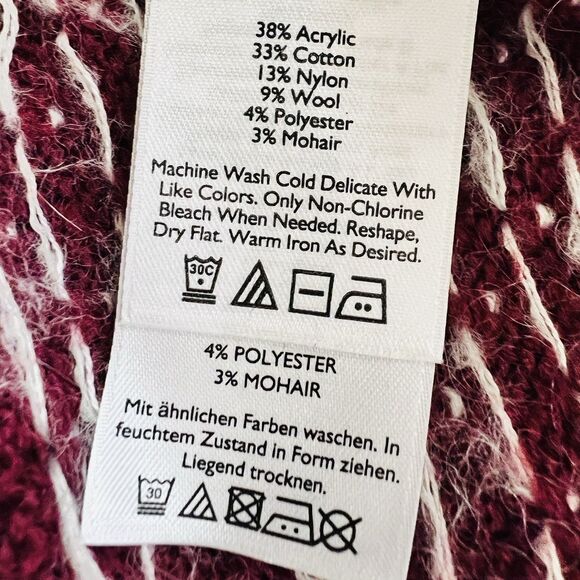 38% Acrylic
33% Cotton
13% Nylon
9% Wool
4% Polyester
3% Mohair
Machine Wash Cold Delicate With
Like Colors. Only Non-Chlorine
Bleach When Needed. Reshape,
Dry Flat. Warm Iron As Desired.
30C
4% POLYESTER
3% MOHAIR
Mit ähnlichen Farben waschen. In
feuchtem Zustand in Form ziehen.
Liegend trocknen.
30